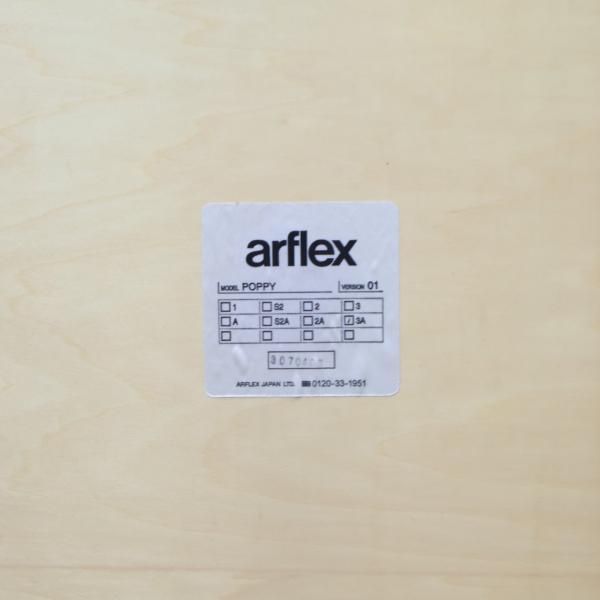 arflex
MODEL POPPY VERSION 01
1 S2 2 3
A S2A 2A 3A
ARFLEX JAPAN LTD. 0120-33-1951